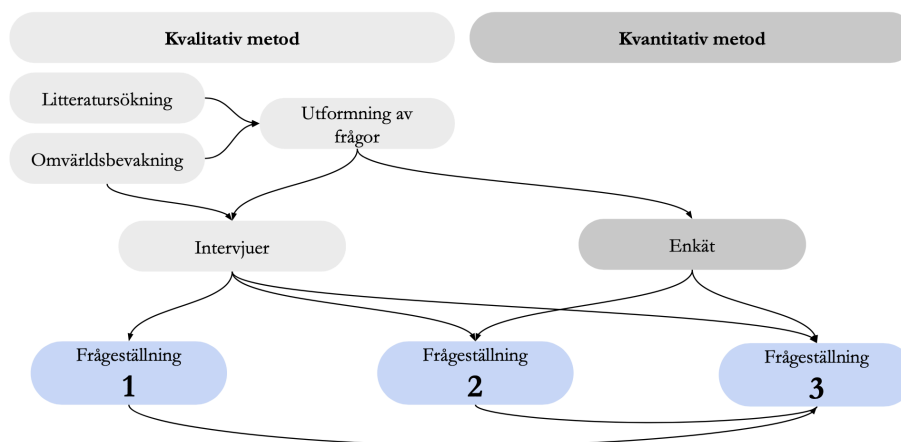 Kvalitativ metod
Kvantitativ metod
Litteratursökning
Utformning av
frågor
Omvärldsbevakning
Intervjuer
Enkät
Frågeställning
1
Frågeställning
2
Frågeställning
3